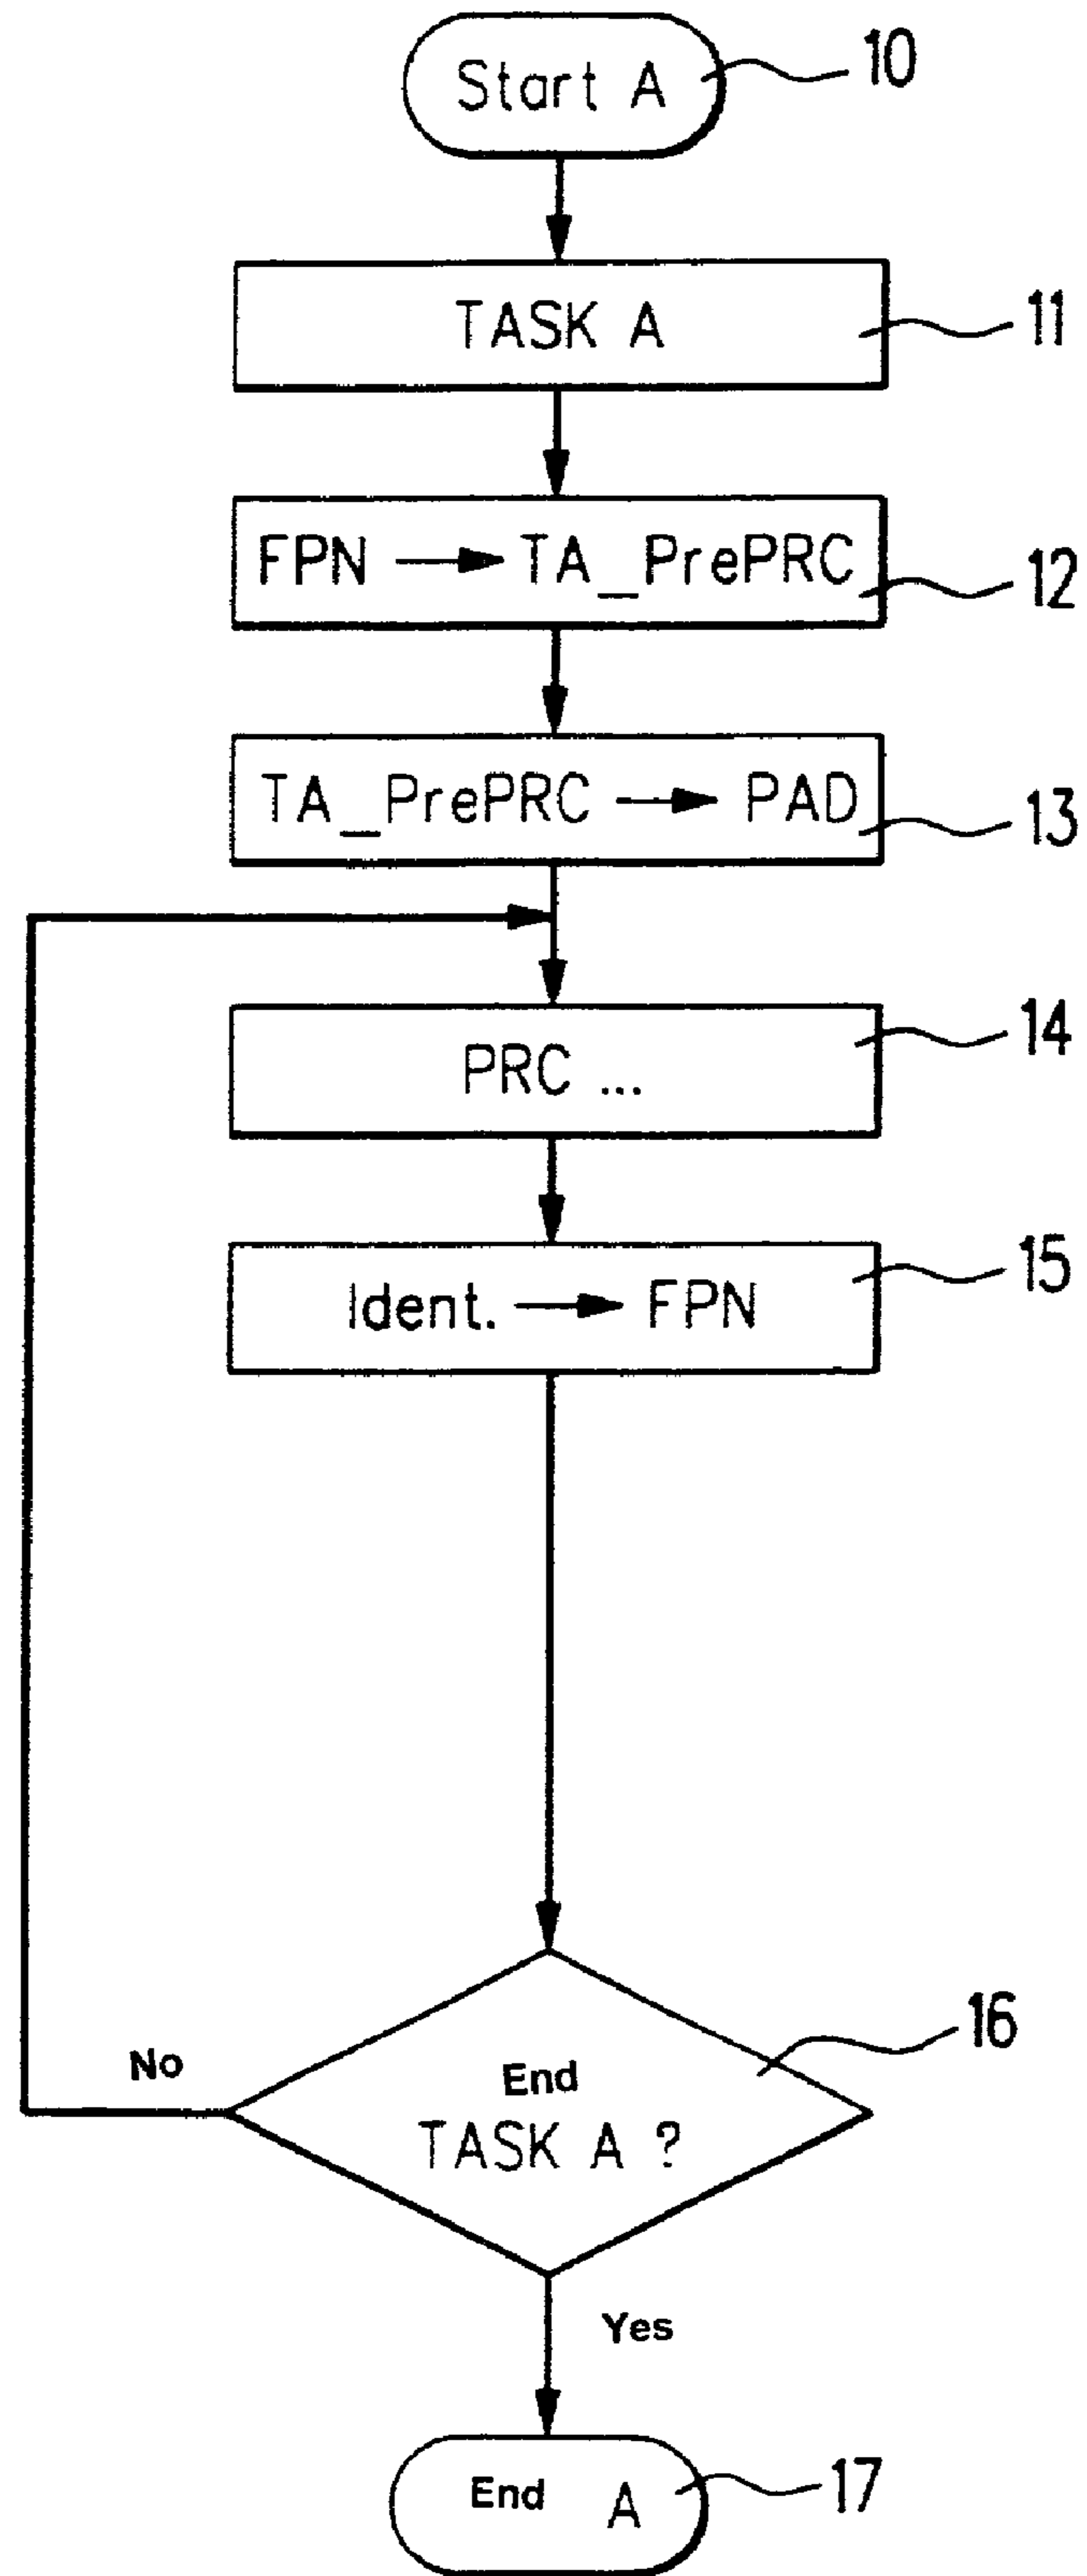 Start A 10
TASK A 11
FPN → TA_PrePRC 12
TA_PrePRC → PAD 13
PRC ... 14
Ident. → FPN 15
No
End
TASK A ?
16
Yes
End A 17